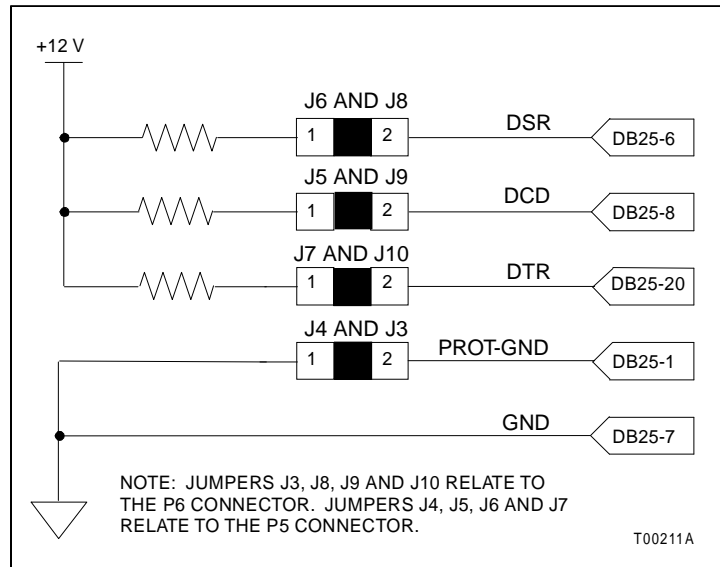 +12 V
J6 AND J8
1 2
DSR
DB25-6
J5 AND J9
1 2
DCD
DB25-8
J7 AND J10
1 2
DTR
DB25-20
J4 AND J3
1 2
PROT-GND
DB25-1
GND
DB25-7
NOTE: JUMPERS J3, J8, J9 AND J10 RELATE TO
THE P6 CONNECTOR. JUMPERS J4, J5, J6 AND J7
RELATE TO THE P5 CONNECTOR.
T00211A